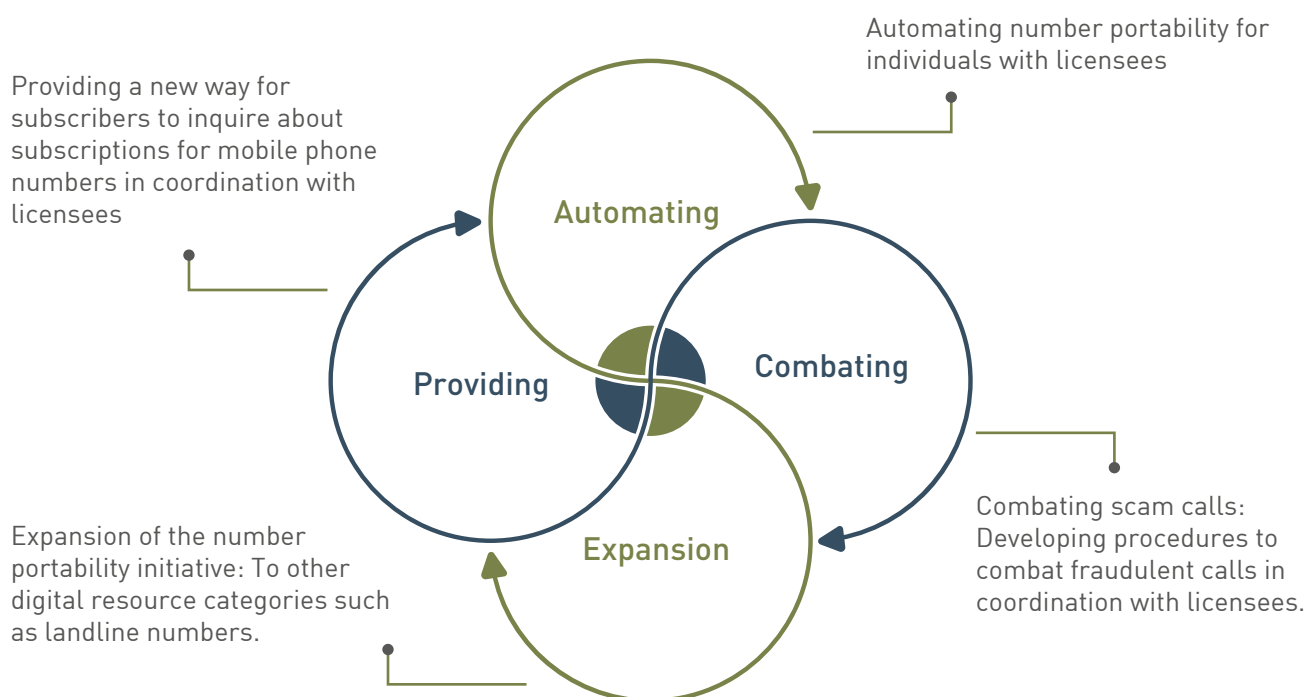 Automating number portability for
individuals with licensees
Providing a new way for
subscribers to inquire about
subscriptions for mobile phone
numbers in coordination with
licensees
Automating
Combating
Providing
Expansion
Combating scam calls:
Developing procedures to
combat fraudulent calls in
coordination with licensees.
Expansion of the number
portability initiative: To other
digital resource categories such
as landline numbers.